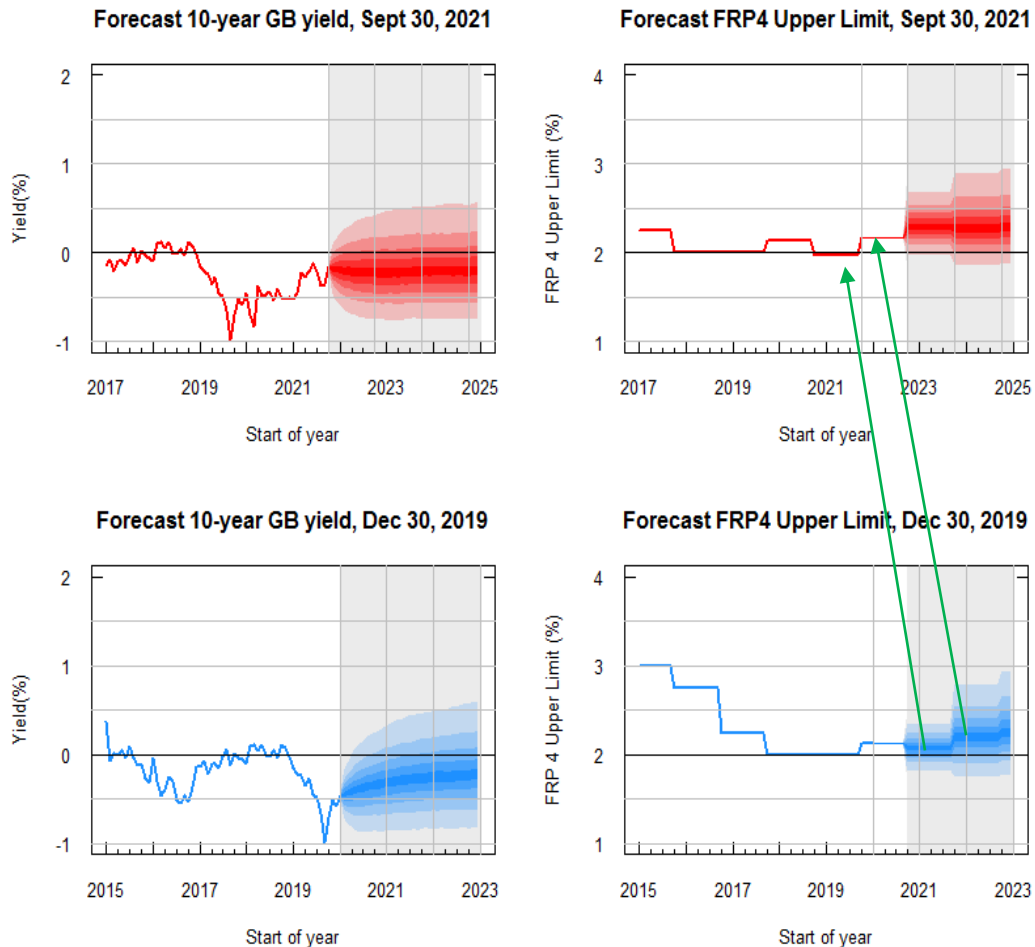 Forecast 10-year GB yield, Sept 30, 2021
Yield(%)
2
1
0
-1
2017 2019 2021 2023 2025
Start of year
Forecast FRP4 Upper Limit, Sept 30, 2021
FRP 4 Upper Limit (%)
4
3
2
1
2017 2019 2021 2023 2025
Start of year
Forecast 10-year GB yield, Dec 30, 2019
Yield(%)
2
1
0
-1
2015 2017 2019 2021 2023
Start of year
Forecast FRP4 Upper Limit, Dec 30, 2019
FRP 4 Upper Limit (%)
4
3
2
1
2015 2017 2019 2021 2023
Start of year